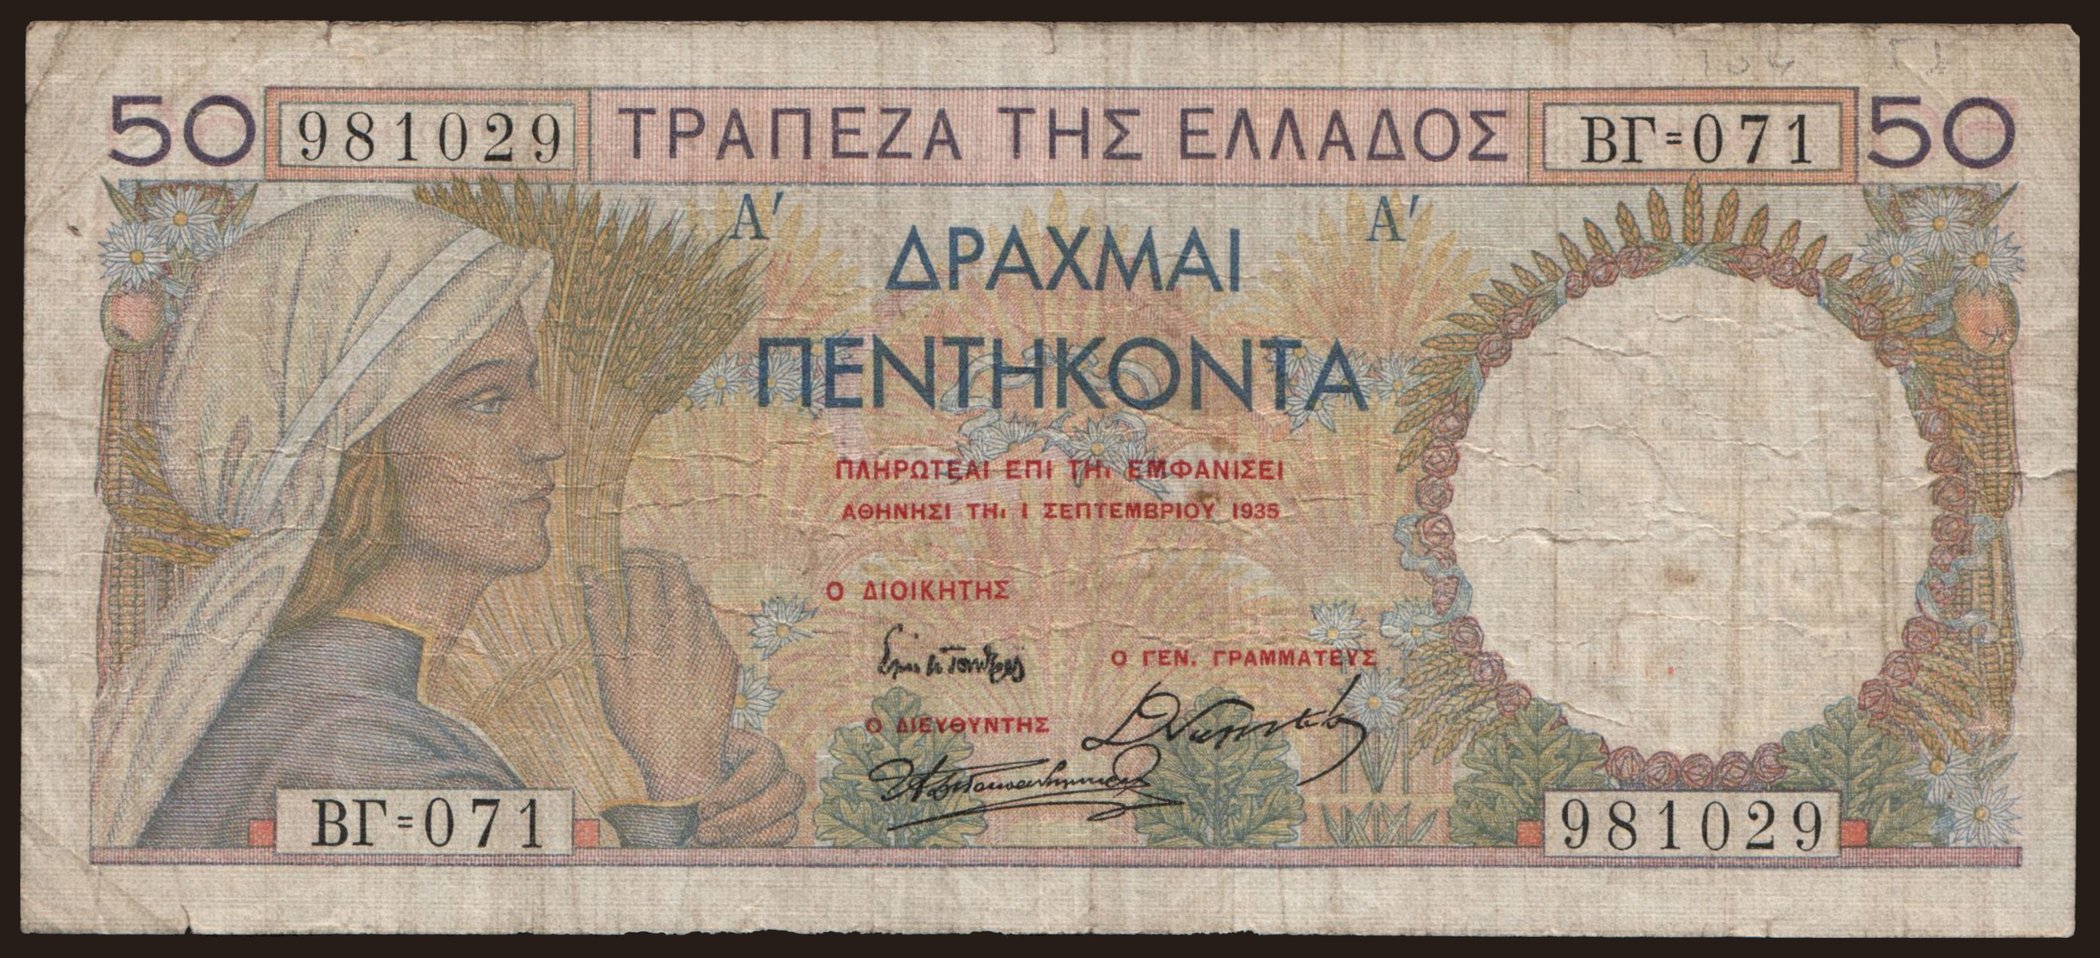 50 981029 ΤΡΑΠΕΖΑ ΤΗΣ ΕΛΛΑΔΟΣ ΒΓ=071 50
Α′ Α′
ΔΡΑΧΜΑΙ
ΠΕΝΤΗΚΟΝΤΑ
ΠΛΗΡΩΤΕΑΙ ΕΠΙ ΤΗι ΕΜΦΑΝΙΣΕΙ
ΑΘΗΝΗΣΙ ΤΗι 1 ΣΕΠΤΕΜΒΡΙΟΥ 1935
Ο ΔΙΟΙΚΗΤΗΣ
Ο ΓΕΝ. ΓΡΑΜΜΑΤΕΥΣ
Ο ΔΙΕΥΘΥΝΤΗΣ
ΒΓ=071 981029